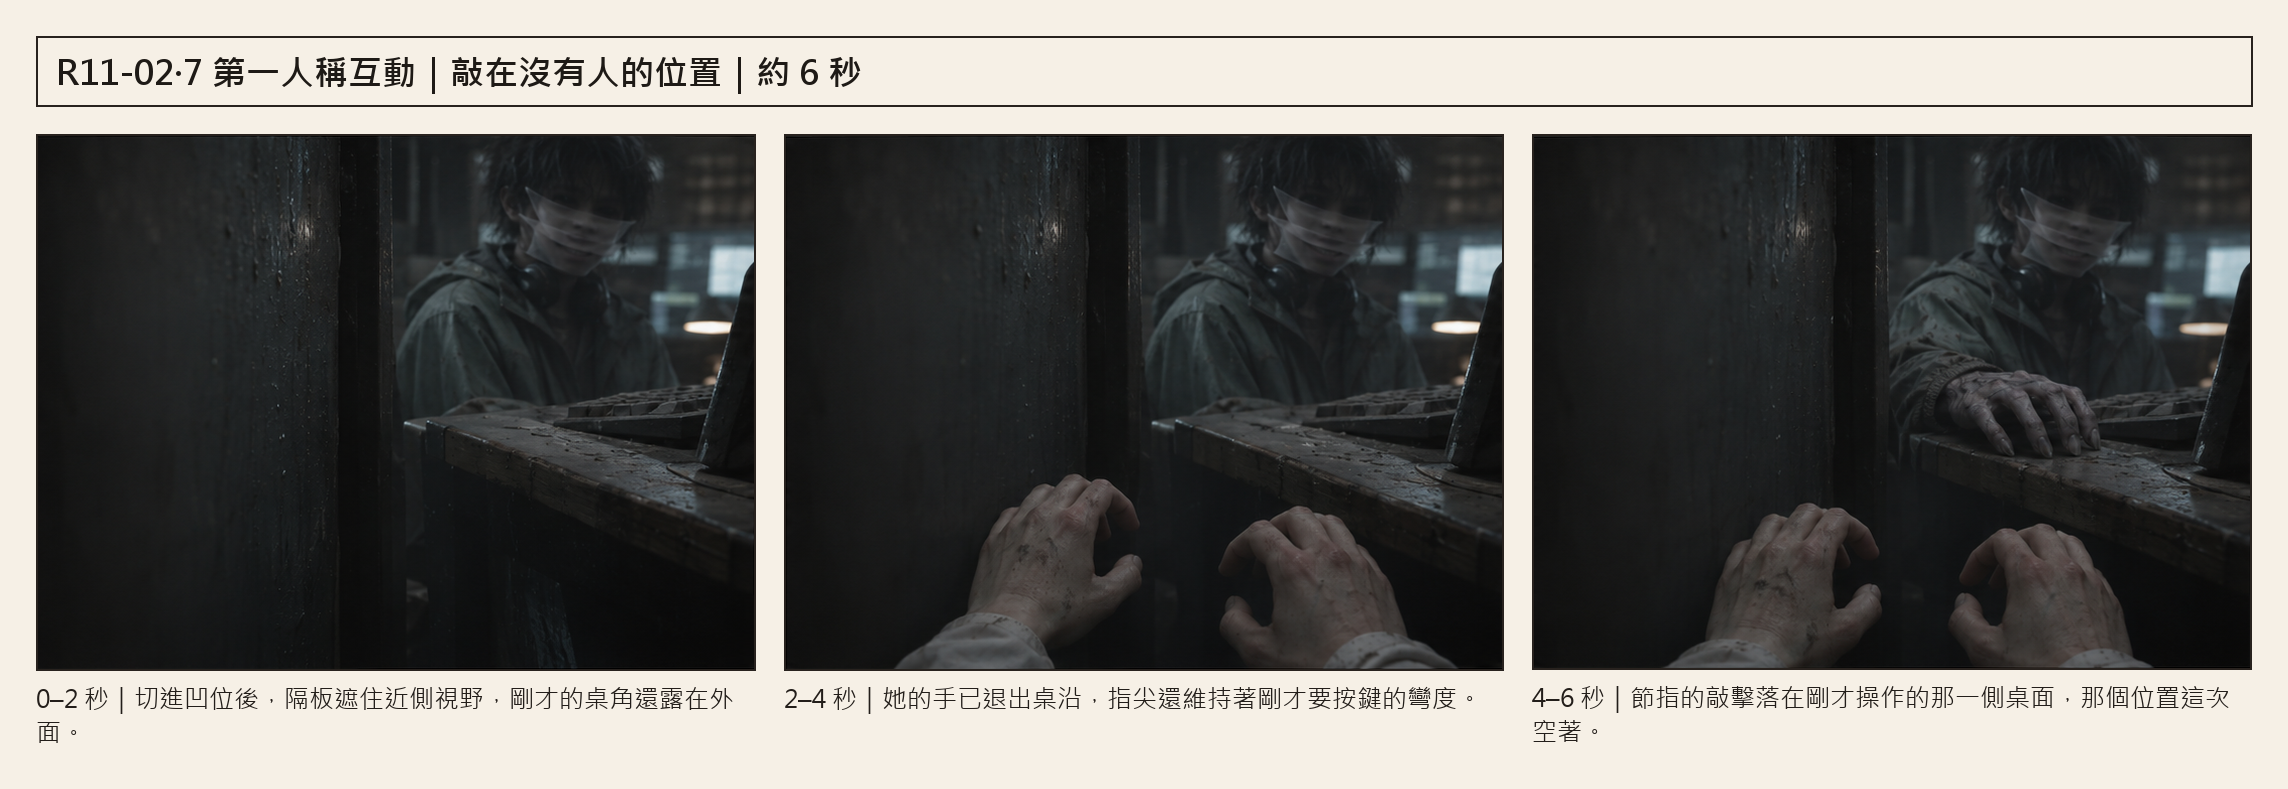 R11-02·7 第一人稱互動｜敲在沒有人的位置｜約 6 秒
0–2 秒｜切進凹位後，隔板遮住近側視野，剛才的桌角還露在外
面。
2–4 秒｜她的手已退出桌沿，指尖還維持著剛才要按鍵的彎度。
4–6 秒｜節指的敲擊落在剛才操作的那一側桌面，那個位置這次
空著。